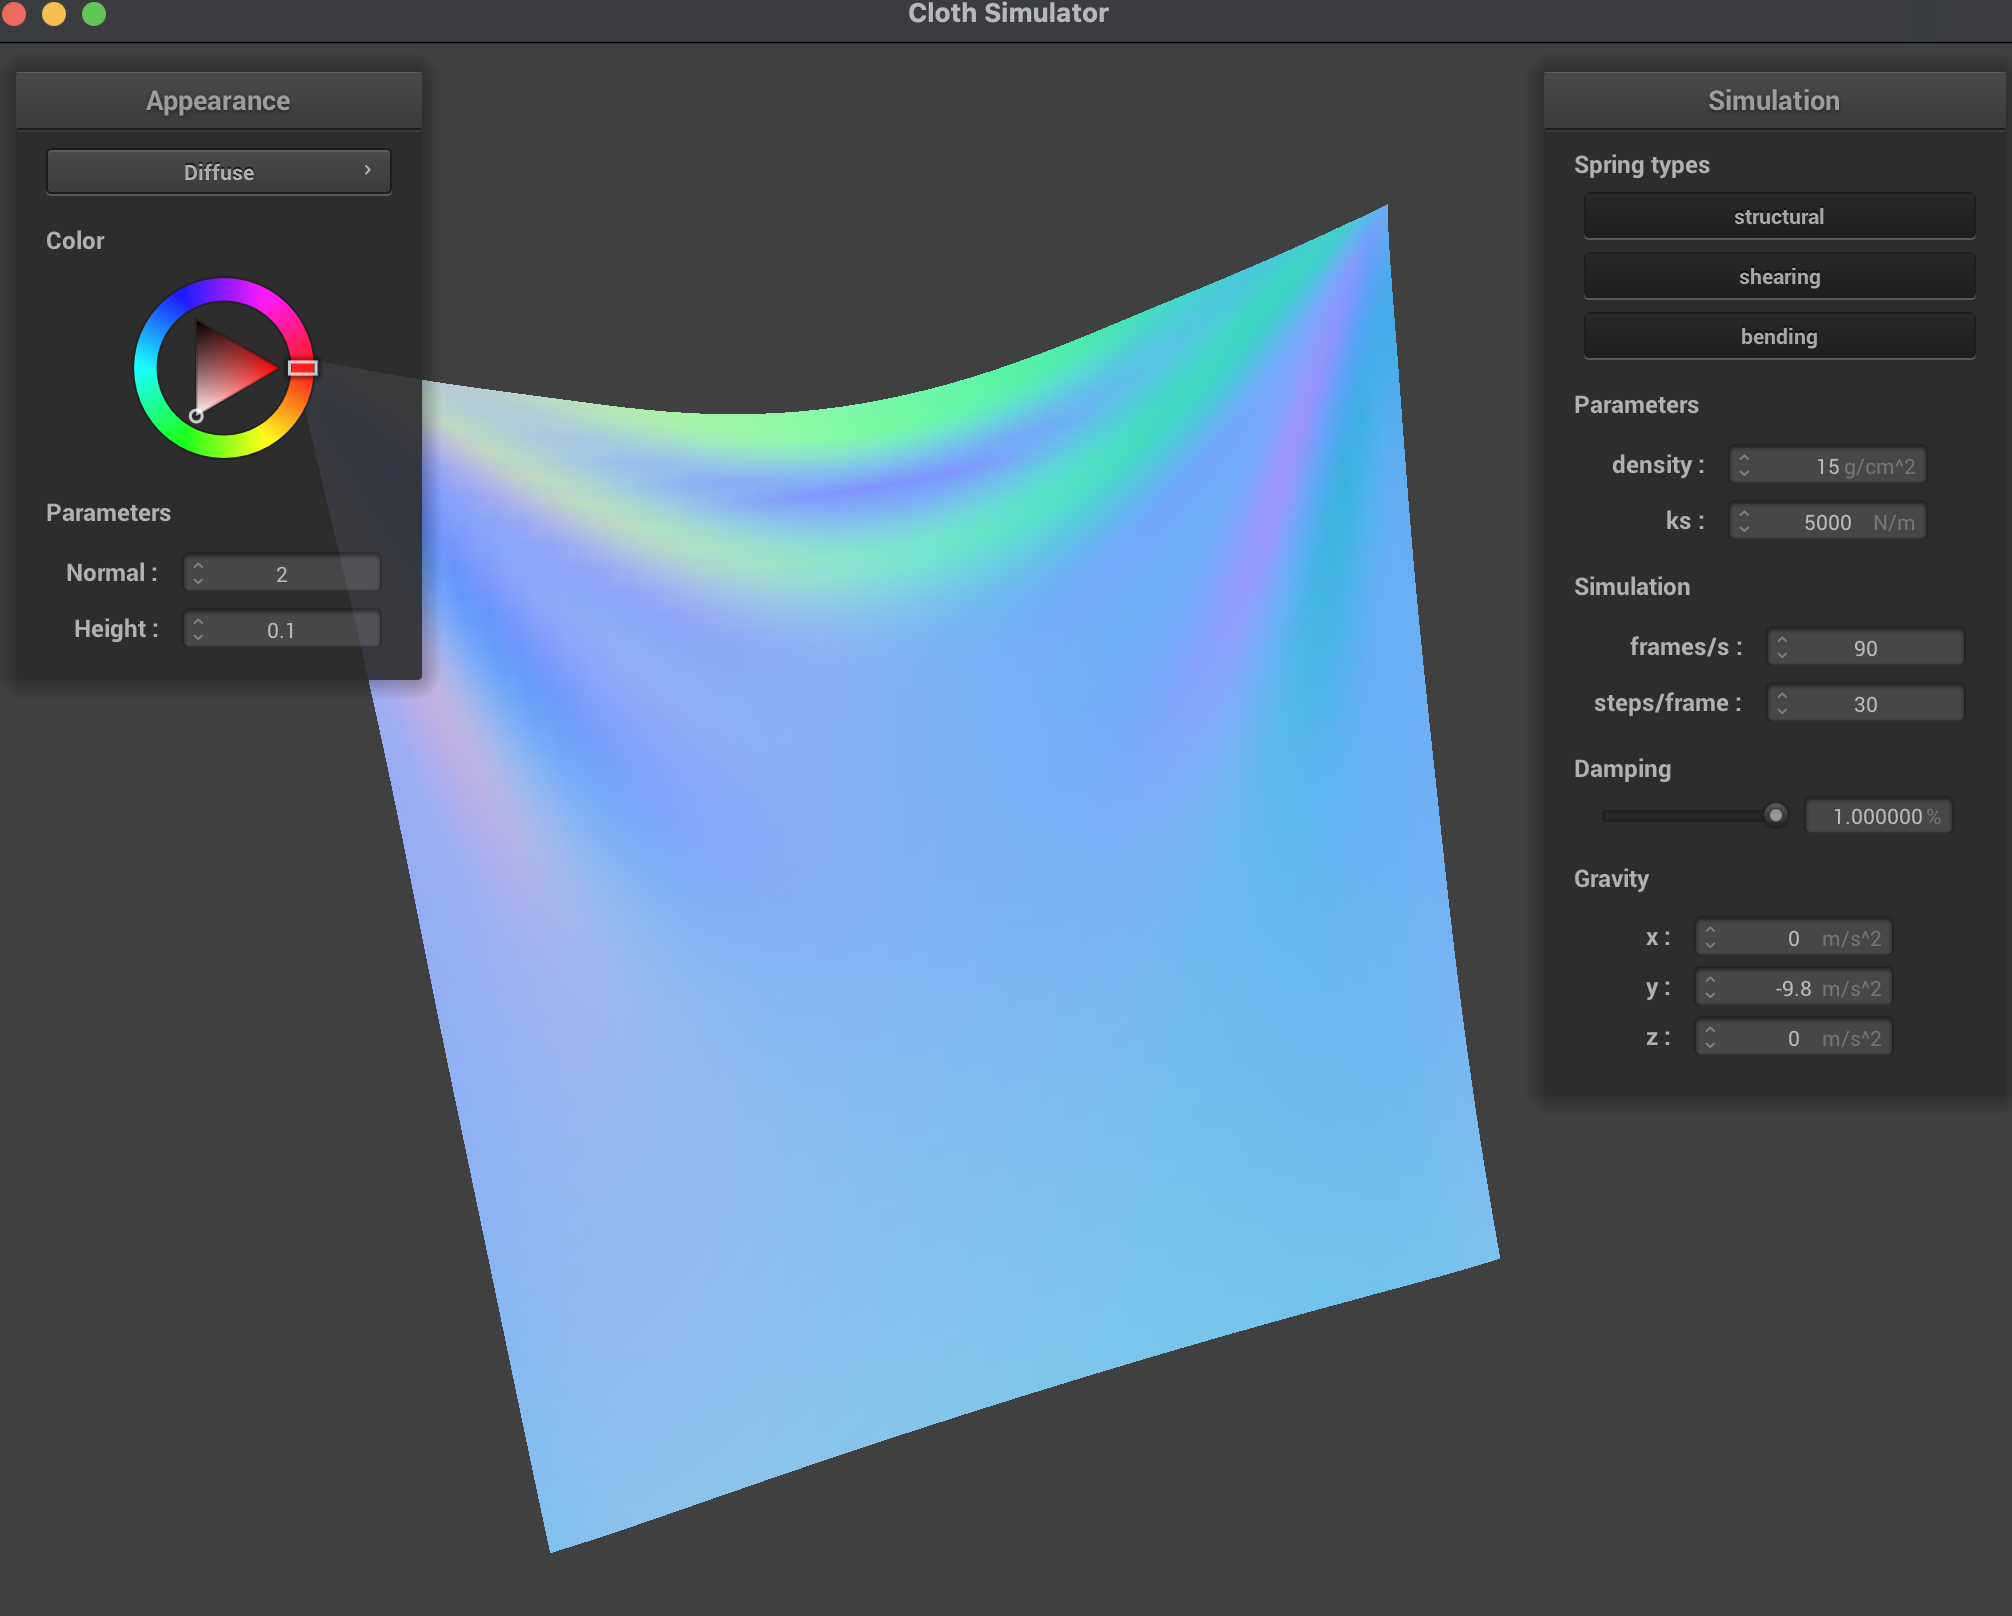 Cloth Simulator
Appearance
Diffuse ›
Color
Parameters
Normal : 2
Height : 0.1
Simulation
Spring types
structural
shearing
bending
Parameters
density : 15 g/cm^2
ks : 5000 N/m
Simulation
frames/s : 90
steps/frame : 30
Damping
1.000000 %
Gravity
x : 0 m/s^2
y : -9.8 m/s^2
z : 0 m/s^2